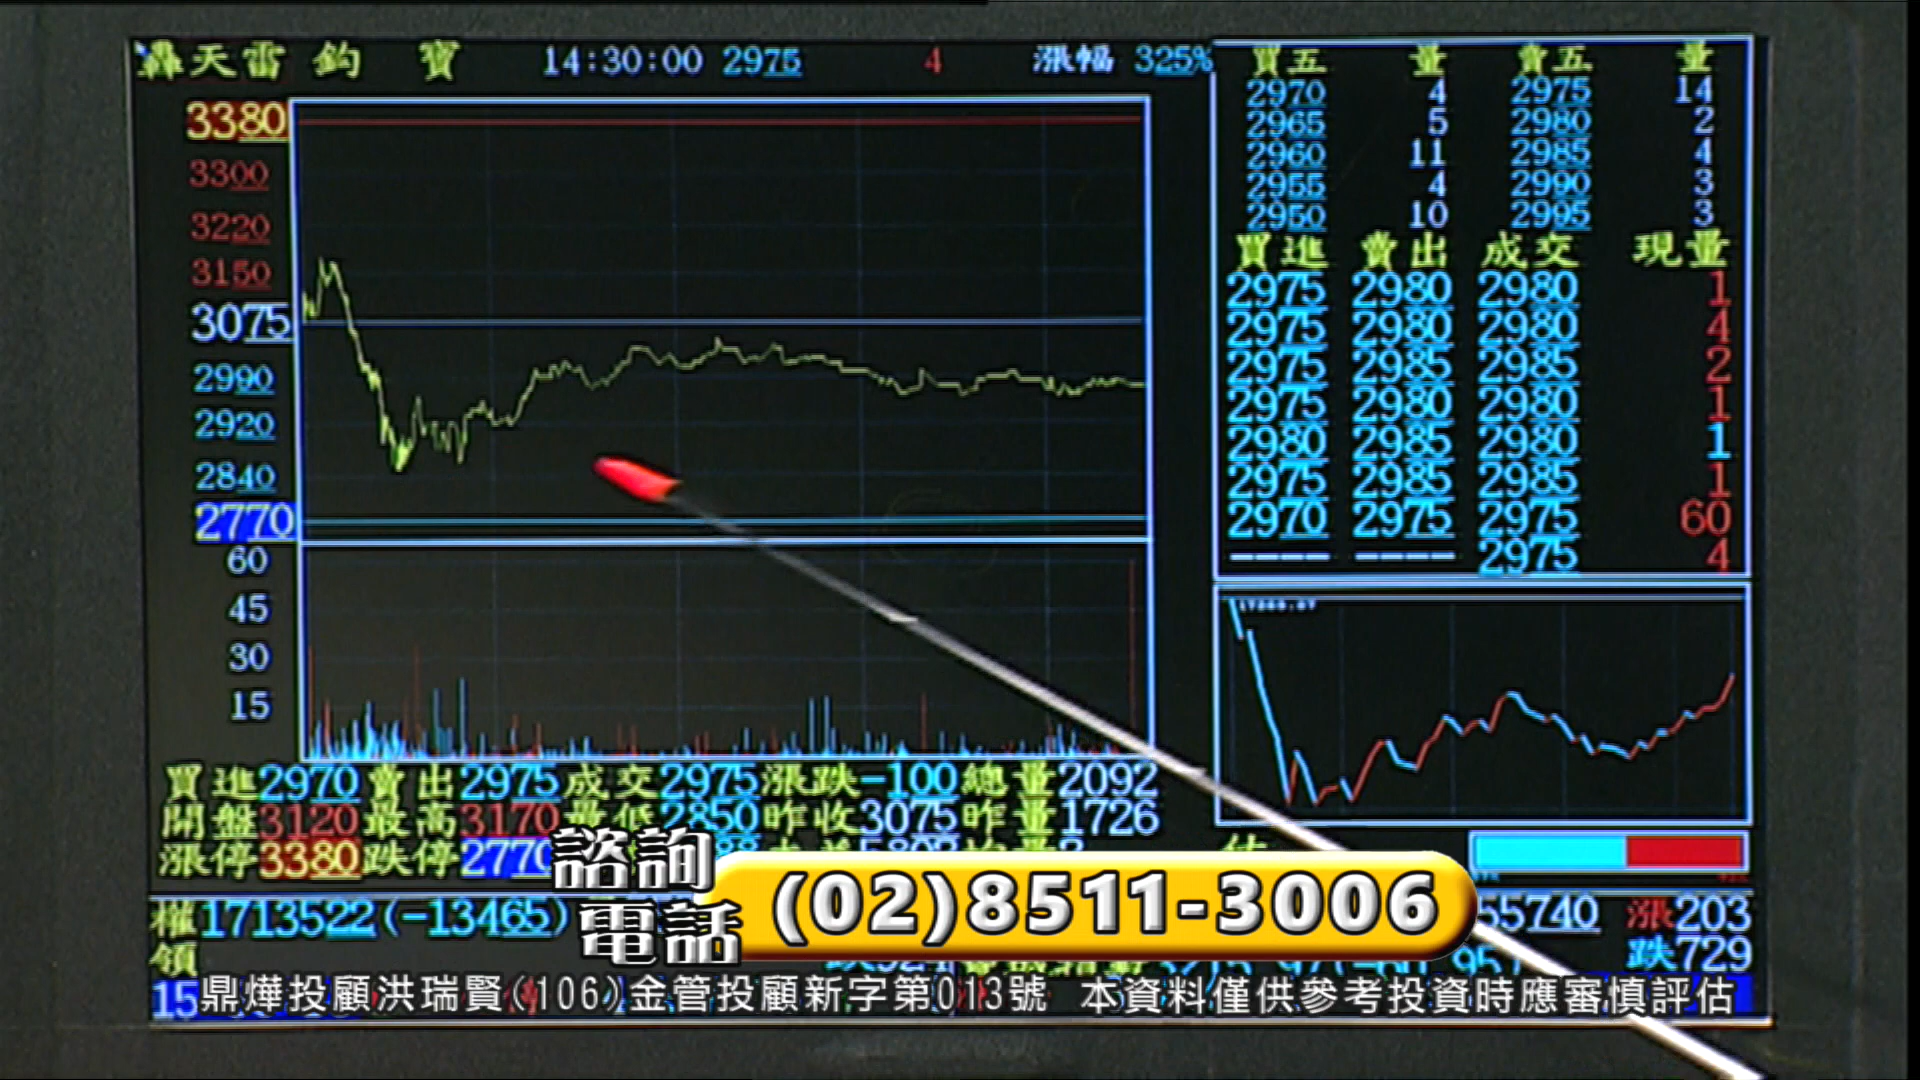 轟天雷 鈞 寶 14:30:00 2975 4 漲幅 325%
3380
3300
3220
3150
3075
2990
2920
2840
2770
60
45
30
15
買五 量 賣五 量
2970 4 2975 14
2965 5 2980 2
2960 11 2985 4
2955 4 2990 3
2950 10 2995 3
買進 賣出 成交 現量
2975 2980 2980 1
2975 2980 2980 4
2975 2985 2985 2
2975 2980 2980 1
2980 2985 2980 1
2975 2985 2985 1
2970 2975 2975 60
---- ---- 2975 4
買進2970賣出2975成交2975漲跌-100總量2092
開盤3120最高3170最低2850昨收3075昨量1726
漲停3380跌停2770
諮詢電話 (02)8511-3006
權1713522(-13465)
55740 漲203
領
跌729
15
鼎燁投顧洪瑞賢(106)金管投顧新字第013號 本資料僅供參考投資時應審慎評估